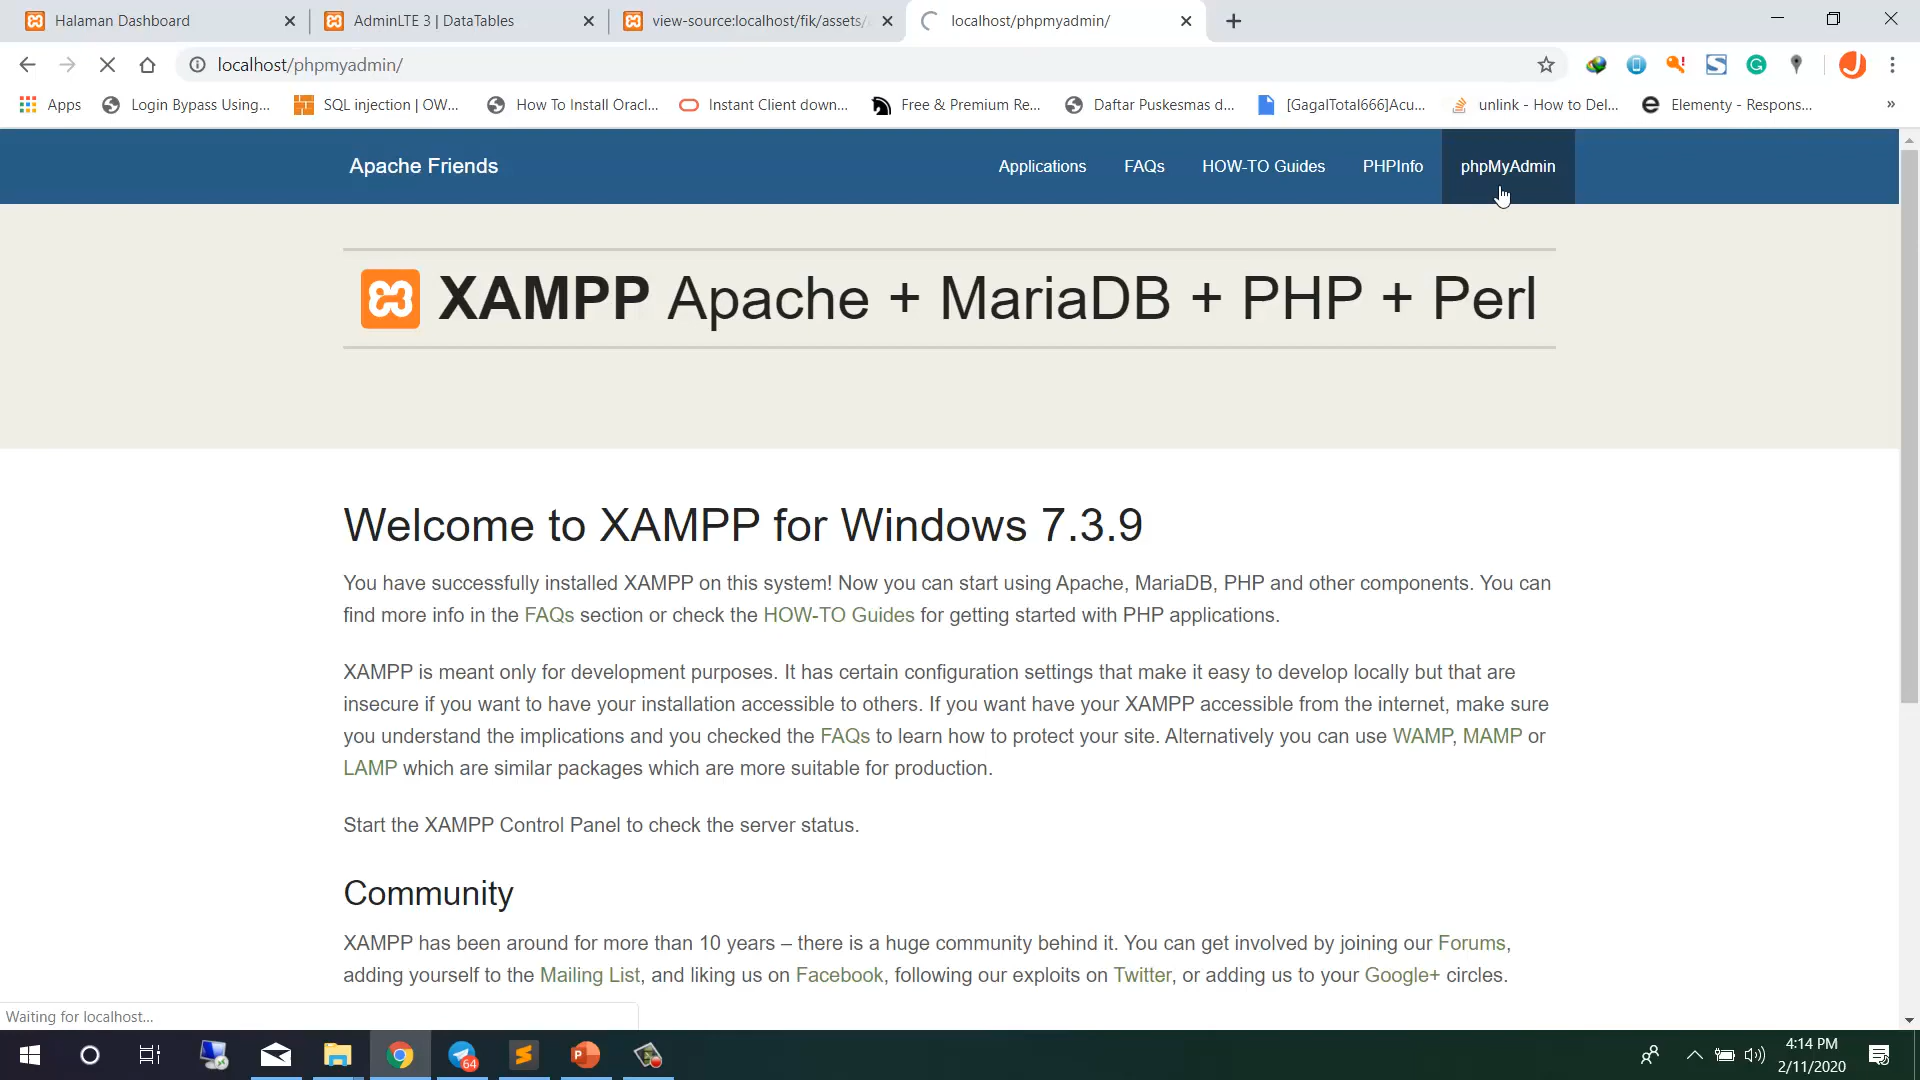 Halaman Dashboard
AdminLTE 3 | DataTables
view-source:localhost/fik/assets/
localhost/phpmyadmin/
localhost/phpmyadmin/
Apps
Login Bypass Using...
SQL injection | OW...
How To Install Oracl...
Instant Client down...
Free & Premium Re...
Daftar Puskesmas d...
[GagalTotal666]Acu...
unlink - How to Del...
Elementy - Respons...
»
Apache Friends
Applications
FAQs
HOW-TO Guides
PHPInfo
phpMyAdmin
XAMPP Apache + MariaDB + PHP + Perl
Welcome to XAMPP for Windows 7.3.9
You have successfully installed XAMPP on this system! Now you can start using Apache, MariaDB, PHP and other components. You can
find more info in the FAQs section or check the HOW-TO Guides for getting started with PHP applications.
XAMPP is meant only for development purposes. It has certain configuration settings that make it easy to develop locally but that are
insecure if you want to have your installation accessible to others. If you want have your XAMPP accessible from the internet, make sure
you understand the implications and you checked the FAQs to learn how to protect your site. Alternatively you can use WAMP, MAMP or
LAMP which are similar packages which are more suitable for production.
Start the XAMPP Control Panel to check the server status.
Community
XAMPP has been around for more than 10 years – there is a huge community behind it. You can get involved by joining our Forums,
adding yourself to the Mailing List, and liking us on Facebook, following our exploits on Twitter, or adding us to your Google+ circles.
Waiting for localhost...
64
4:14 PM
2/11/2020